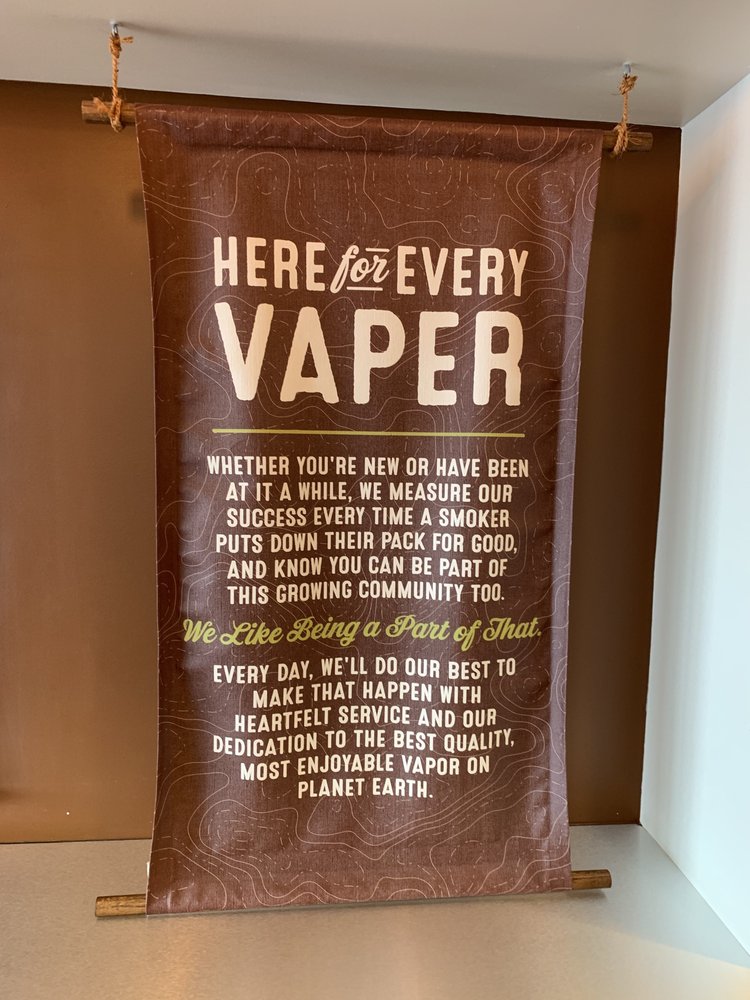 HERE for EVERY
VAPER
WHETHER YOU'RE NEW OR HAVE BEEN
AT IT A WHILE, WE MEASURE OUR
SUCCESS EVERY TIME A SMOKER
PUTS DOWN THEIR PACK FOR GOOD,
AND KNOW YOU CAN BE PART OF
THIS GROWING COMMUNITY TOO.
We Like Being a Part of That.
EVERY DAY, WE'LL DO OUR BEST TO
MAKE THAT HAPPEN WITH
HEARTFELT SERVICE AND OUR
DEDICATION TO THE BEST QUALITY,
MOST ENJOYABLE VAPOR ON
PLANET EARTH.